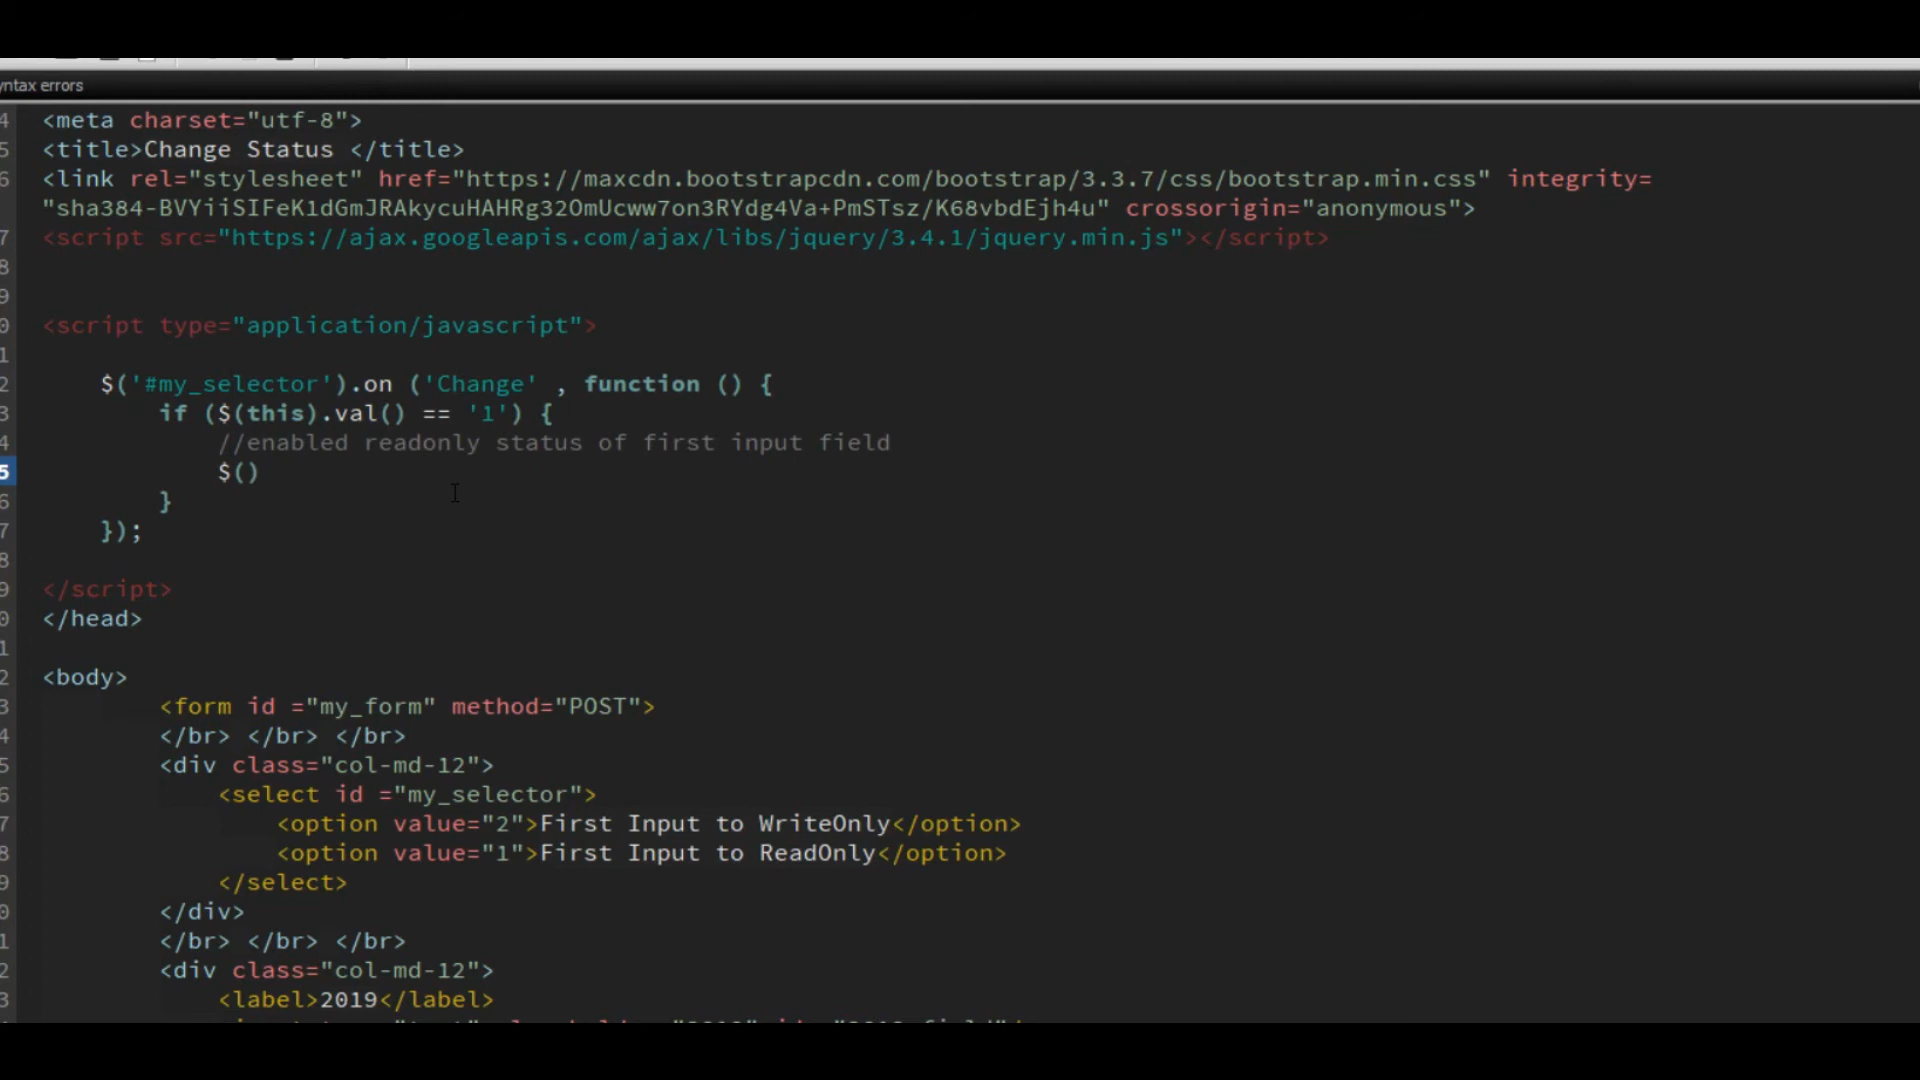 yntax errors
4 <meta charset="utf-8">
5 <title>Change Status </title>
6 <link rel="stylesheet" href="https://maxcdn.bootstrapcdn.com/bootstrap/3.3.7/css/bootstrap.min.css" integrity=
"sha384-BVYiiSIFeK1dGmJRAkycuHAHRg32OmUcww7on3RYdg4Va+PmSTsz/K68vbdEjh4u" crossorigin="anonymous">
7 <script src="https://ajax.googleapis.com/ajax/libs/jquery/3.4.1/jquery.min.js"></script>
8
9
0 <script type="application/javascript">
1
2 $('#my_selector').on ('Change' , function () {
3 if ($(this).val() == '1') {
4 //enabled readonly status of first input field
5 $()
6 }
7 });
8
9 </script>
0 </head>
1
2 <body>
3 <form id ="my_form" method="POST">
4 </br> </br> </br>
5 <div class="col-md-12">
6 <select id ="my_selector">
7 <option value="2">First Input to WriteOnly</option>
8 <option value="1">First Input to ReadOnly</option>
9 </select>
0 </div>
1 </br> </br> </br>
2 <div class="col-md-12">
3 <label>2019</label>